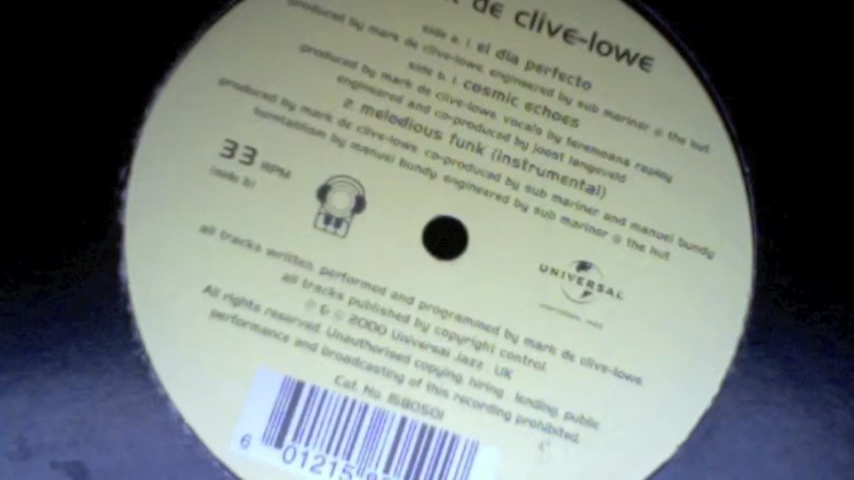 de clive-lowe
side a. 1. el dia perfecto
produced by mark de clive-lowe. engineered by sub mariner @ the hut
side b. 1. cosmic echoes
produced by mark de clive-lowe. vocals by
engineered and co-produced by joost langeveld
2. melodious funk (instrumental)
produced by mark de clive-lowe. co-produced by sub mariner and manuel bundy
by manuel bundy. engineered by sub mariner @ the hut
33 RPM
(side b)
UNIVERSAL
all tracks written, performed and programmed by mark de clive-lowe.
all tracks published by copyright control.
℗ & © 2000 Universal Jazz, UK
All rights reserved. Unauthorised copying, hiring, lending, public
performance and broadcasting of this recording prohibited.
Cat. No. 1580501
6 01215